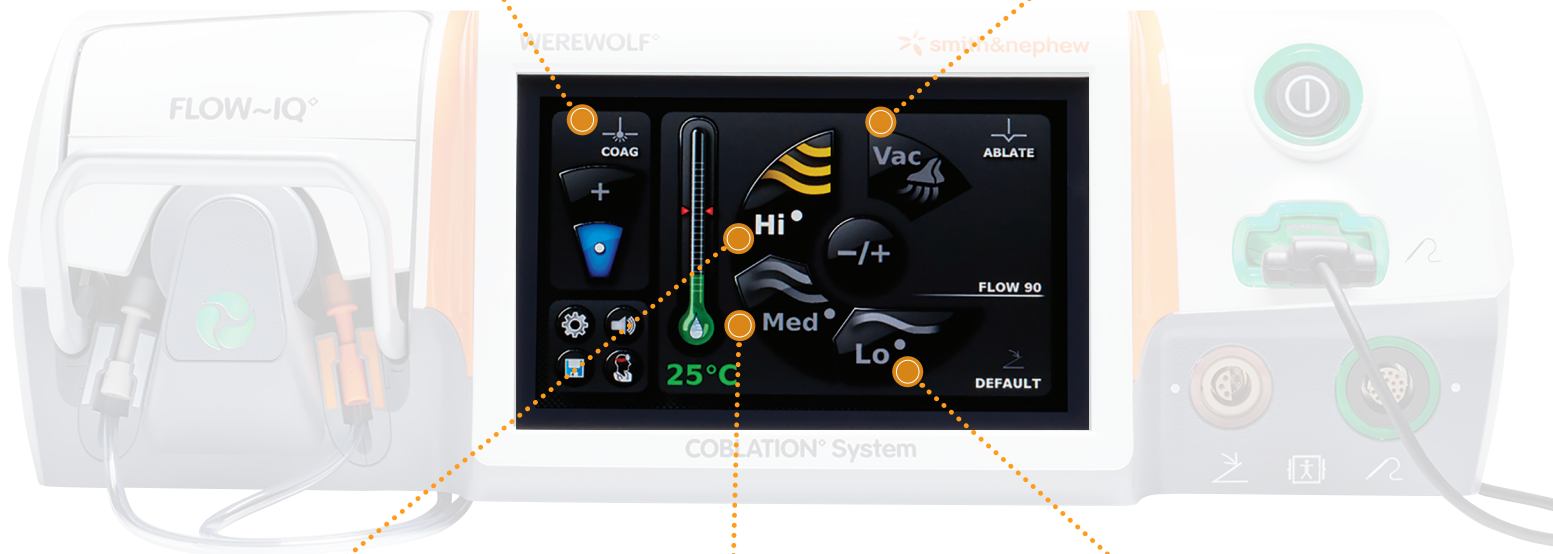 WEREWOLF◊
smith&nephew
FLOW~IQ◊
COAG
+
Vac
ABLATE
Hi
−/+
FLOW 90
Med
Lo
25°C
DEFAULT
COBLATION◊ System